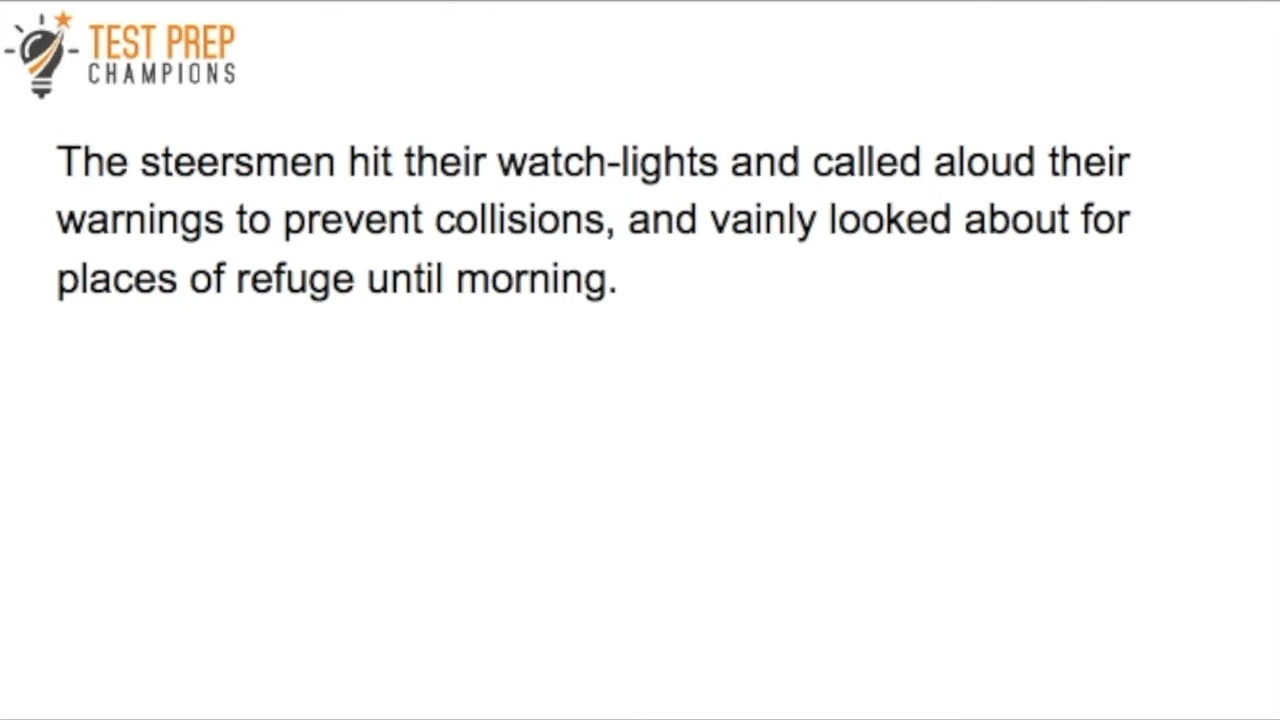 TEST PREP
CHAMPIONS
The steersmen hit their watch-lights and called aloud their
warnings to prevent collisions, and vainly looked about for
places of refuge until morning.